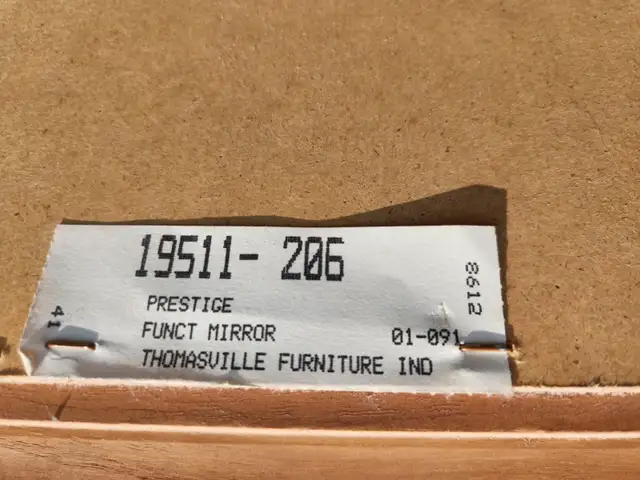 19511- 206
PRESTIGE
FUNCT MIRROR 01-091
THOMASVILLE FURNITURE IND
41
8612